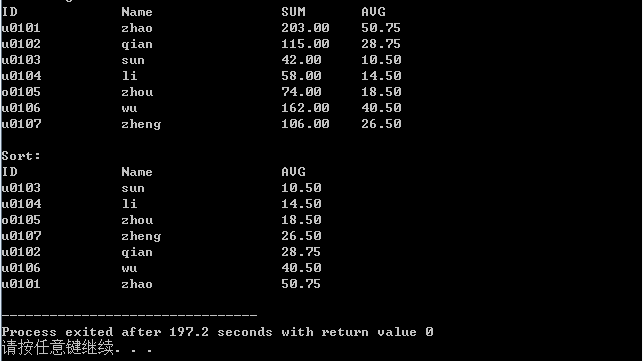 ID Name SUM AVG
u0101 zhao 203.00 50.75
u0102 qian 115.00 28.75
u0103 sun 42.00 10.50
u0104 li 58.00 14.50
o0105 zhou 74.00 18.50
u0106 wu 162.00 40.50
u0107 zheng 106.00 26.50
Sort:
ID Name AVG
u0103 sun 10.50
u0104 li 14.50
o0105 zhou 18.50
u0107 zheng 26.50
u0102 qian 28.75
u0106 wu 40.50
u0101 zhao 50.75
--------------------------------
Process exited after 197.2 seconds with return value 0
请按任意键继续. . .